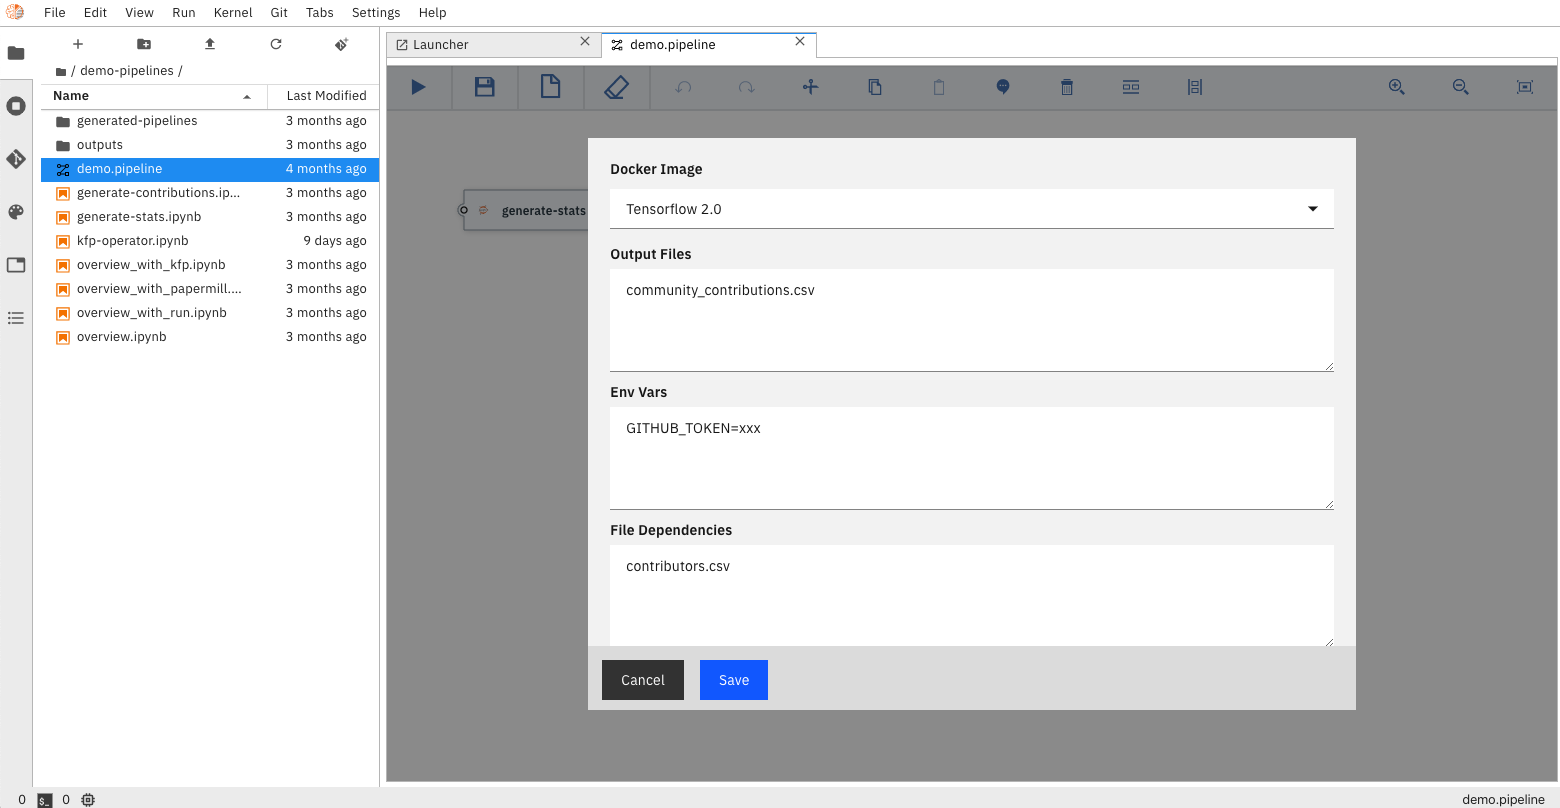 File Edit View Run Kernel Git Tabs Settings Help
Launcher
demo.pipeline
/ demo-pipelines /
Name Last Modified
generated-pipelines 3 months ago
outputs 3 months ago
demo.pipeline 4 months ago
generate-contributions.ip... 3 months ago
generate-stats.ipynb 3 months ago
kfp-operator.ipynb 9 days ago
overview_with_kfp.ipynb 3 months ago
overview_with_papermill.... 3 months ago
overview_with_run.ipynb 3 months ago
overview.ipynb 3 months ago
generate-stats
Docker Image
Tensorflow 2.0
Output Files
community_contributions.csv
Env Vars
GITHUB_TOKEN=xxx
File Dependencies
contributors.csv
Cancel Save
0 $_ 0 demo.pipeline